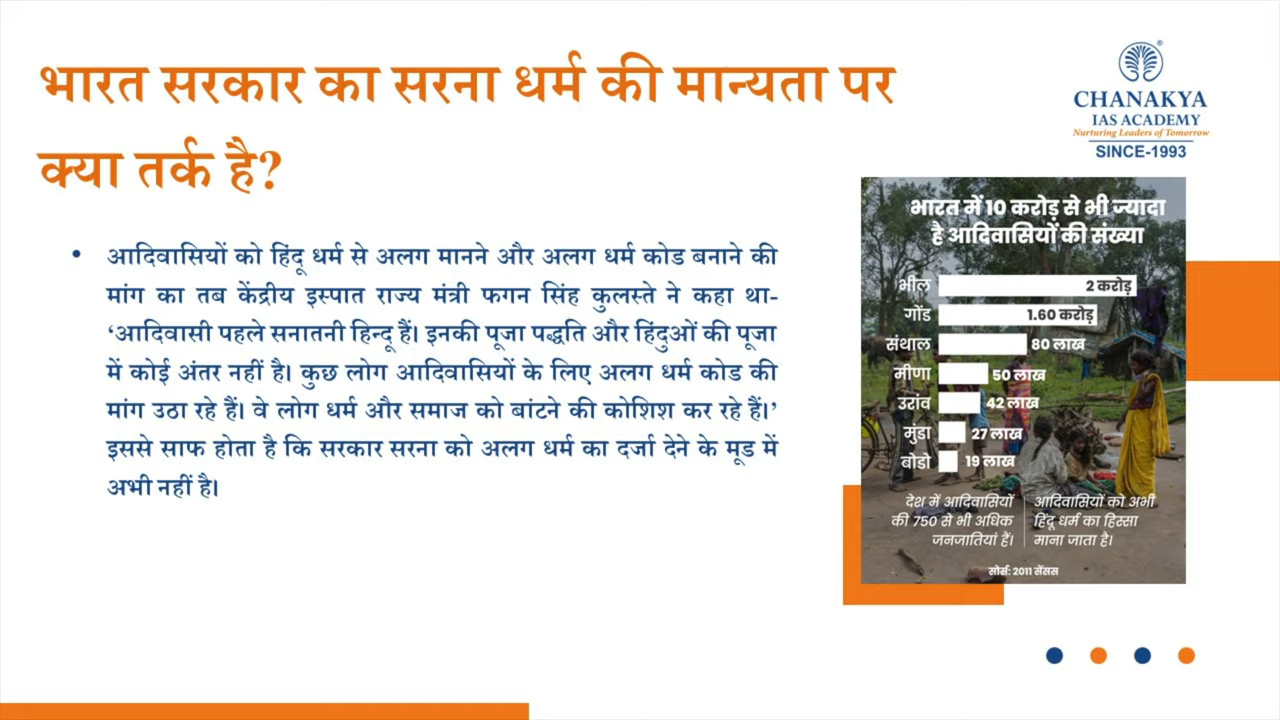 भारत सरकार का सरना धर्म की मान्यता पर
क्या तर्क है?
CHANAKYA
IAS ACADEMY
Nurturing Leaders of Tomorrow
SINCE-1993
• आदिवासियों को हिंदू धर्म से अलग मानने और अलग धर्म कोड बनाने की
मांग का तब केंद्रीय इस्पात राज्य मंत्री फगन सिंह कुलस्ते ने कहा था-
‘आदिवासी पहले सनातनी हिन्दू हैं। इनकी पूजा पद्धति और हिंदुओं की पूजा
में कोई अंतर नहीं है। कुछ लोग आदिवासियों के लिए अलग धर्म कोड की
मांग उठा रहे हैं। वे लोग धर्म और समाज को बांटने की कोशिश कर रहे हैं।’
इससे साफ होता है कि सरकार सरना को अलग धर्म का दर्जा देने के मूड में
अभी नहीं है।
भारत में 10 करोड़ से भी ज्यादा
है आदिवासियों की संख्या
भील 2 करोड़
गोंड 1.60 करोड़
संथाल 80 लाख
मीणा 50 लाख
उरांव 42 लाख
मुंडा 27 लाख
बोडो 19 लाख
देश में आदिवासियों
की 750 से भी अधिक
जनजातियां हैं।
आदिवासियों को अभी
हिंदू धर्म का हिस्सा
माना जाता है।
सोर्स: 2011 सेंसस